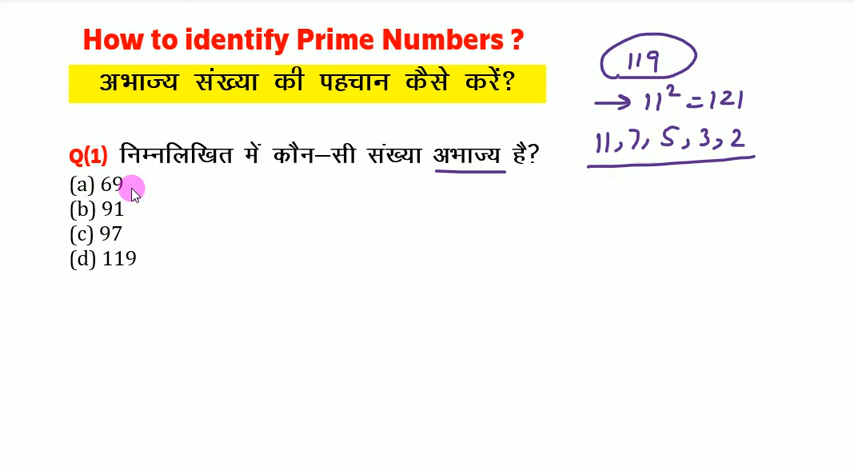 How to identify Prime Numbers ?
अभाज्य संख्या की पहचान कैसे करें?
Q(1) निम्नलिखित में कौन–सी संख्या अभाज्य है?
(a) 69
(b) 91
(c) 97
(d) 119
119
→ 11² = 121
11, 7, 5, 3, 2